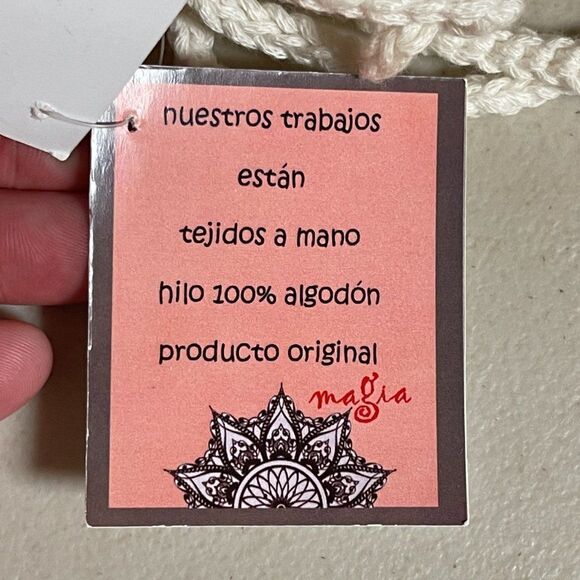 nuestros trabajos
están
tejidos a mano
hilo 100% algodón
producto original
magia